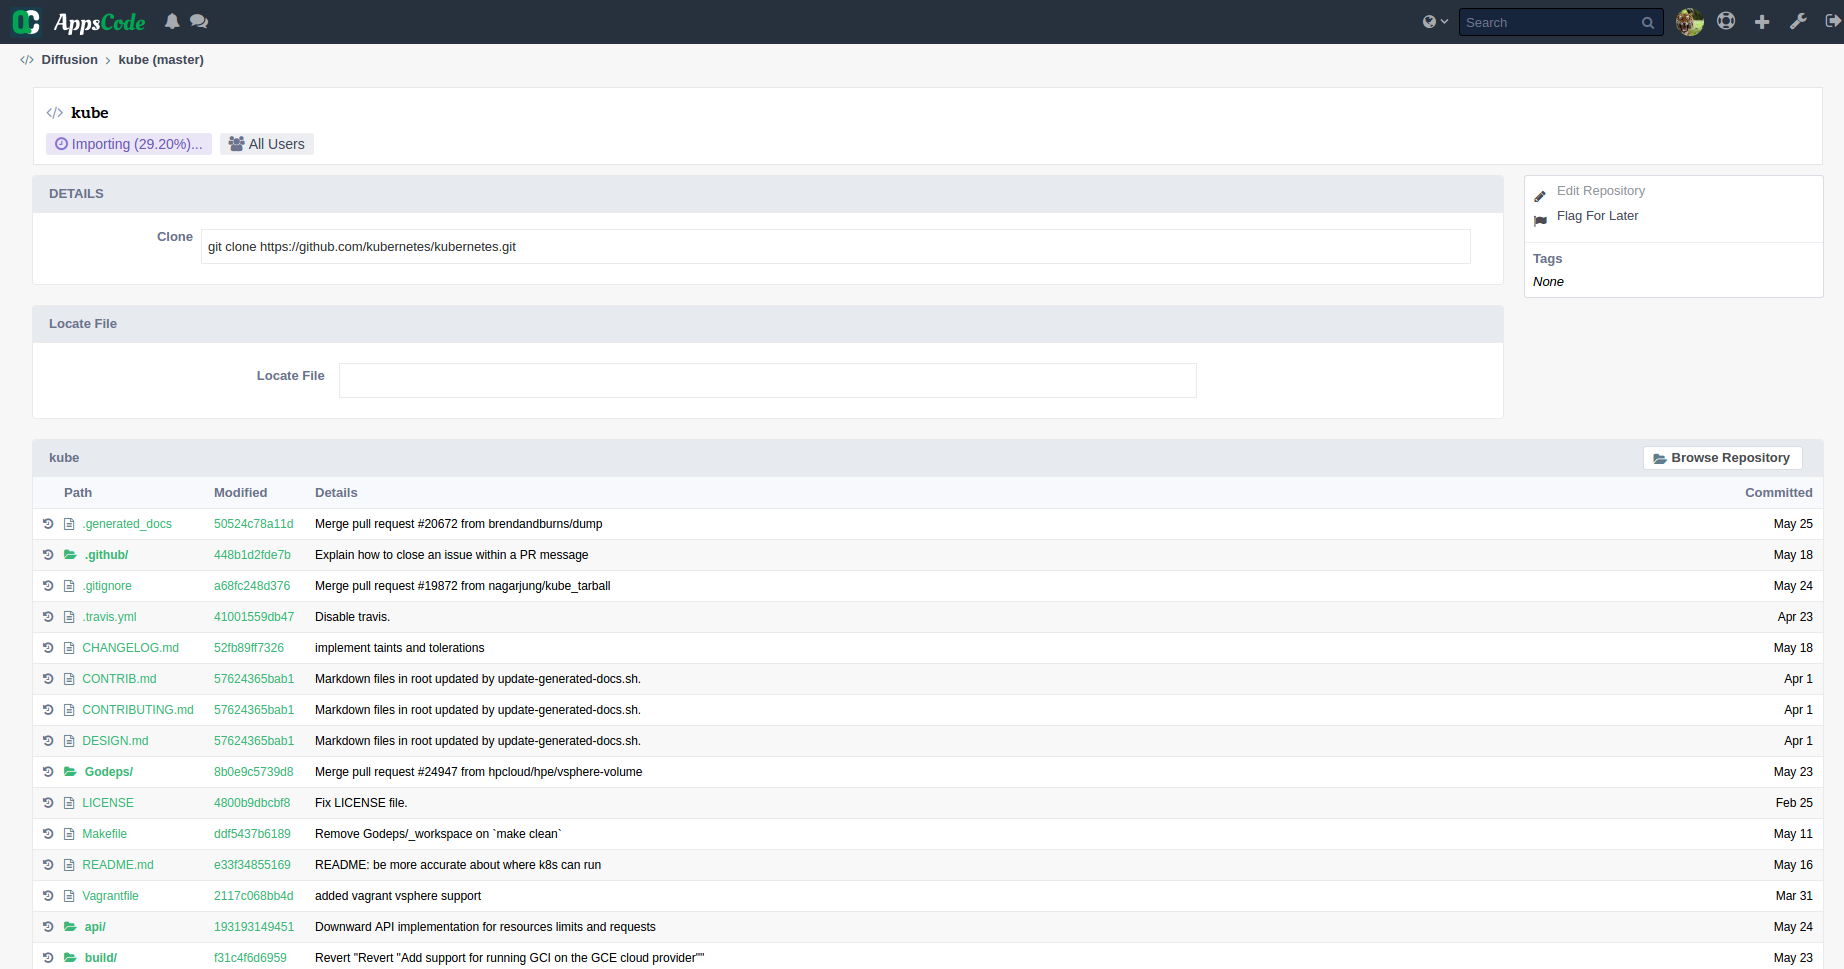 AppsCode
Search
Diffusion > kube (master)
kube
Importing (29.20%)... All Users
DETAILS
Clone git clone https://github.com/kubernetes/kubernetes.git
Edit Repository
Flag For Later
Tags
None
Locate File
Locate File
kube Browse Repository
Path Modified Details Committed
.generated_docs 50524c78a11d Merge pull request #20672 from brendandburns/dump May 25
.github/ 448b1d2fde7b Explain how to close an issue within a PR message May 18
.gitignore a68fc248d376 Merge pull request #19872 from nagarjung/kube_tarball May 24
.travis.yml 41001559db47 Disable travis. Apr 23
CHANGELOG.md 52fb89ff7326 implement taints and tolerations May 18
CONTRIB.md 57624365bab1 Markdown files in root updated by update-generated-docs.sh. Apr 1
CONTRIBUTING.md 57624365bab1 Markdown files in root updated by update-generated-docs.sh. Apr 1
DESIGN.md 57624365bab1 Markdown files in root updated by update-generated-docs.sh. Apr 1
Godeps/ 8b0e9c5739d8 Merge pull request #24947 from hpcloud/hpe/vsphere-volume May 23
LICENSE 4800b9dbcbf8 Fix LICENSE file. Feb 25
Makefile ddf5437b6189 Remove Godeps/_workspace on `make clean` May 11
README.md e33f34855169 README: be more accurate about where k8s can run May 16
Vagrantfile 2117c068bb4d added vagrant vsphere support Mar 31
api/ 193193149451 Downward API implementation for resources limits and requests May 24
build/ f31c4f6d6959 Revert "Revert "Add support for running GCI on the GCE cloud provider"" May 23